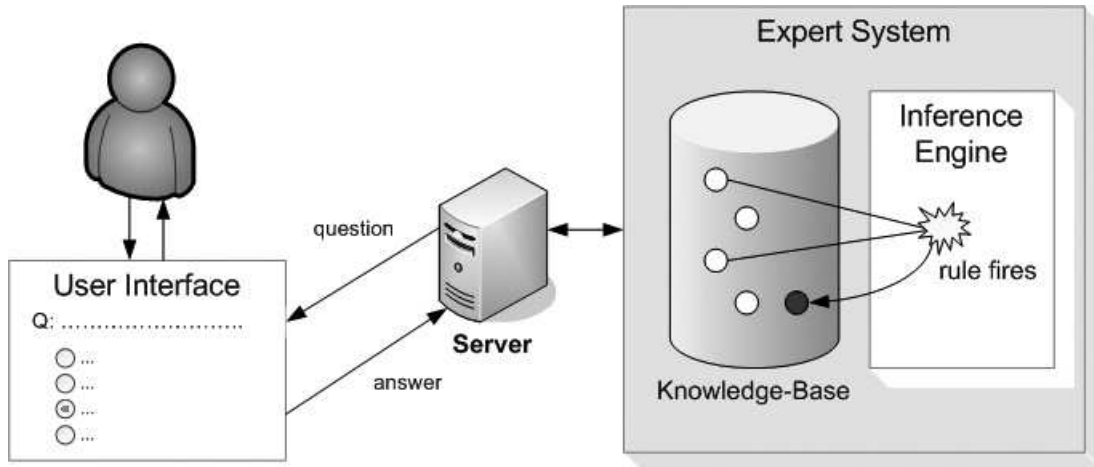 Expert System
Inference
Engine
rule fires
Knowledge-Base
question
Server
answer
User Interface
Q: ............................
...
...
...
...